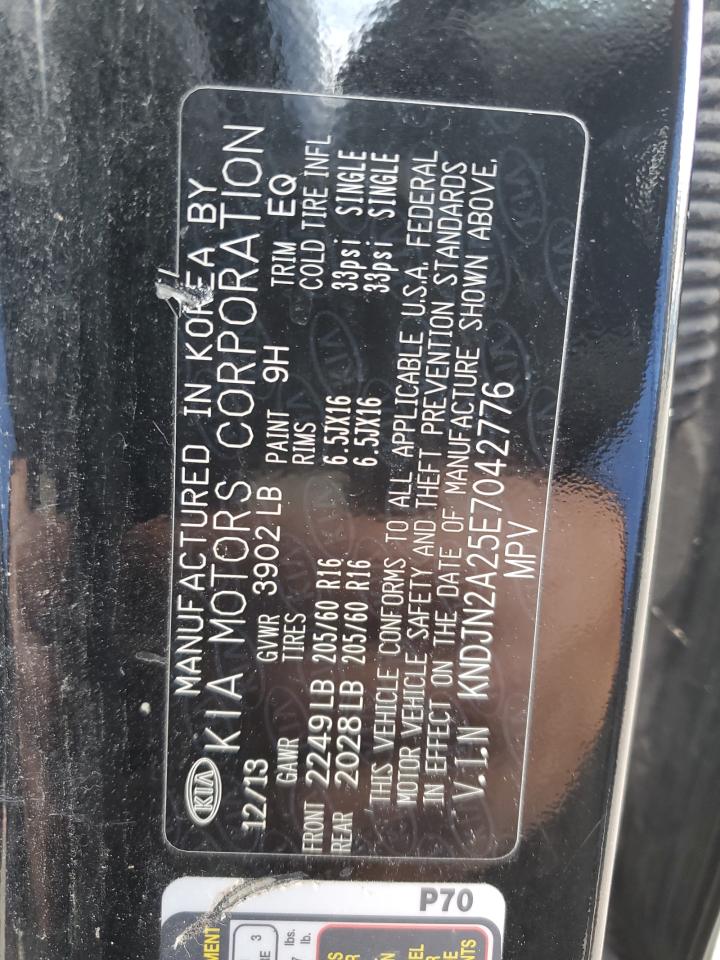 MANUFACTURED IN KOREA BY
KIA KIA MOTORS CORPORATION
12/13 GVWR 3902 LB PAINT 9H TRIM EQ
GAWR TIRES RIMS COLD TIRE INFL
FRONT 2249LB 205/60 R16 6.5JX16 33psi SINGLE
REAR 2028LB 205/60 R16 6.5JX16 33psi SINGLE
THIS VEHICLE CONFORMS TO ALL APPLICABLE U.S.A. FEDERAL
MOTOR VEHICLE SAFETY AND THEFT PREVENTION STANDARDS
IN EFFECT ON THE DATE OF MANUFACTURE SHOWN ABOVE.
V.I.N KNDJN2A25E7042776
MPV
P70